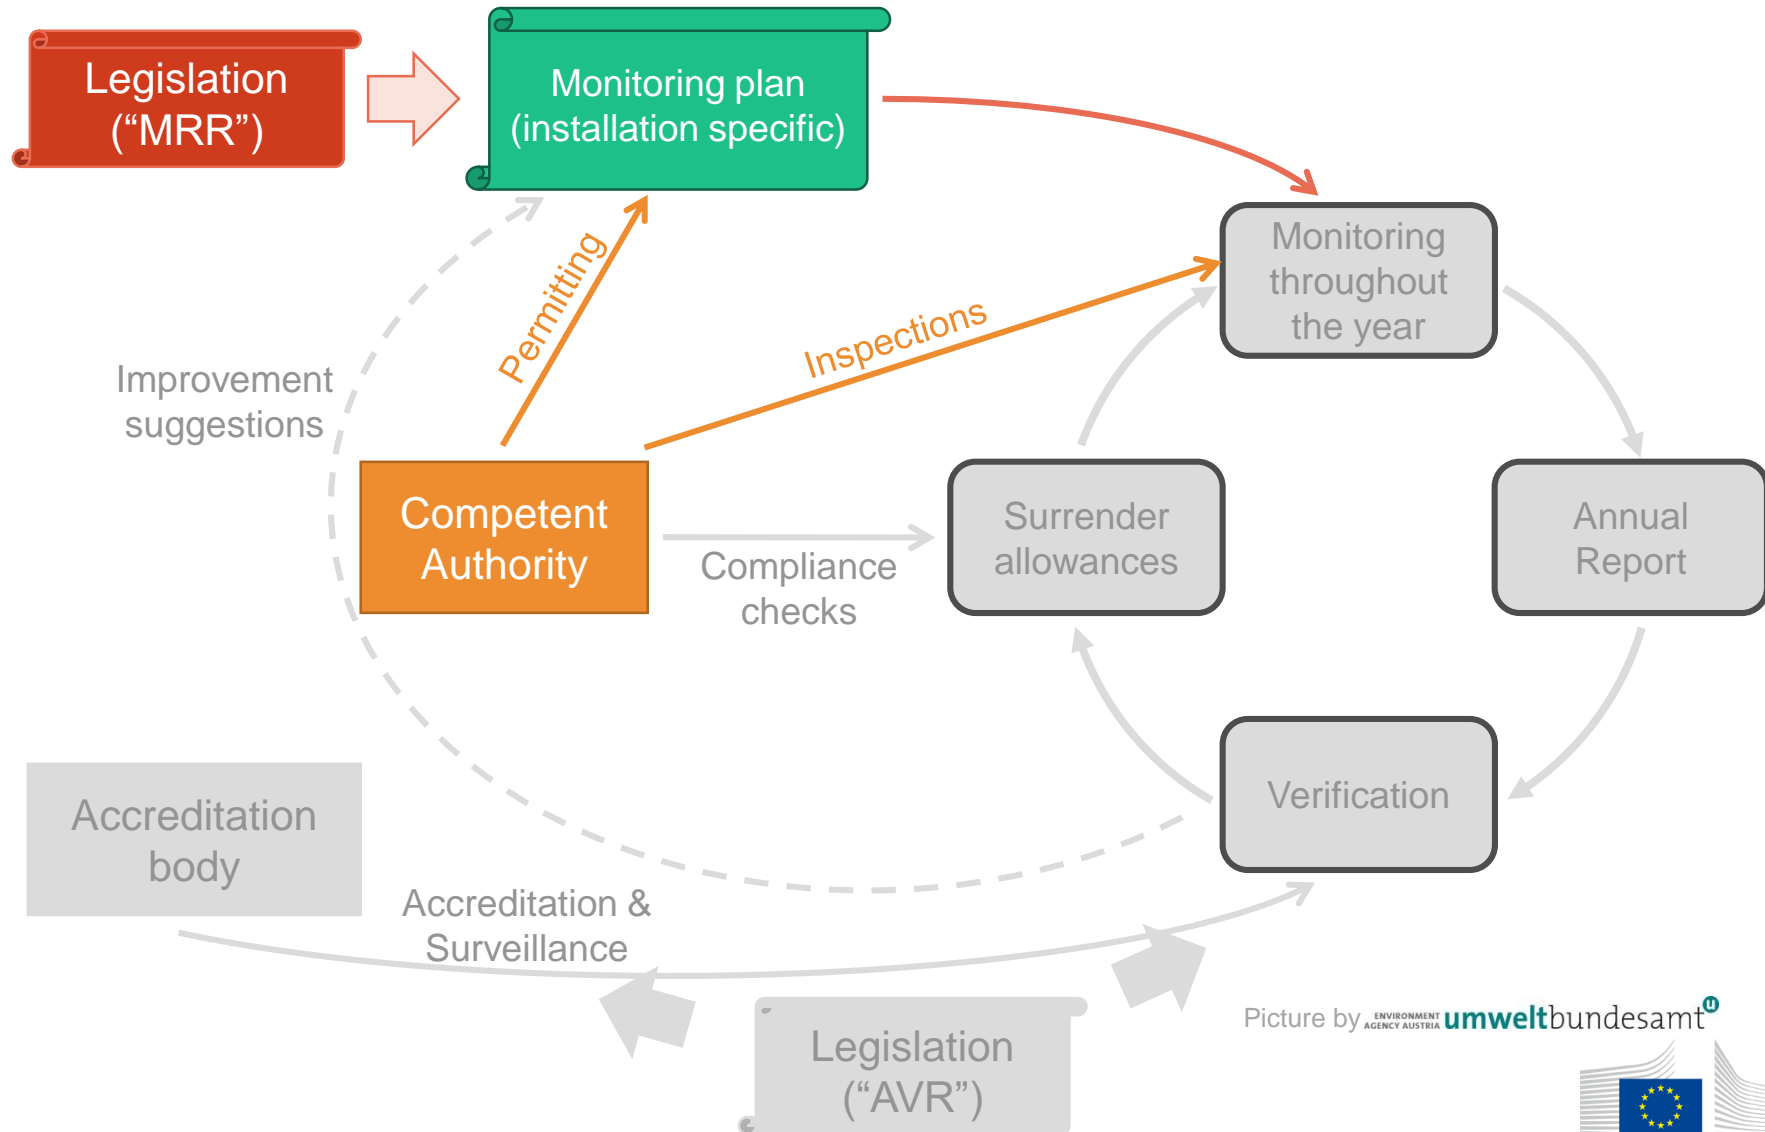 Legislation
(“MRR”)
Monitoring plan
(installation specific)
Monitoring
throughout
the year
Permitting
Inspections
Improvement
suggestions
Competent
Authority
Compliance
checks
Surrender
allowances
Annual
Report
Verification
Accreditation
body
Accreditation &
Surveillance
Legislation
(“AVR”)
Picture by ENVIRONMENT AGENCY AUSTRIA umweltbundesamt u